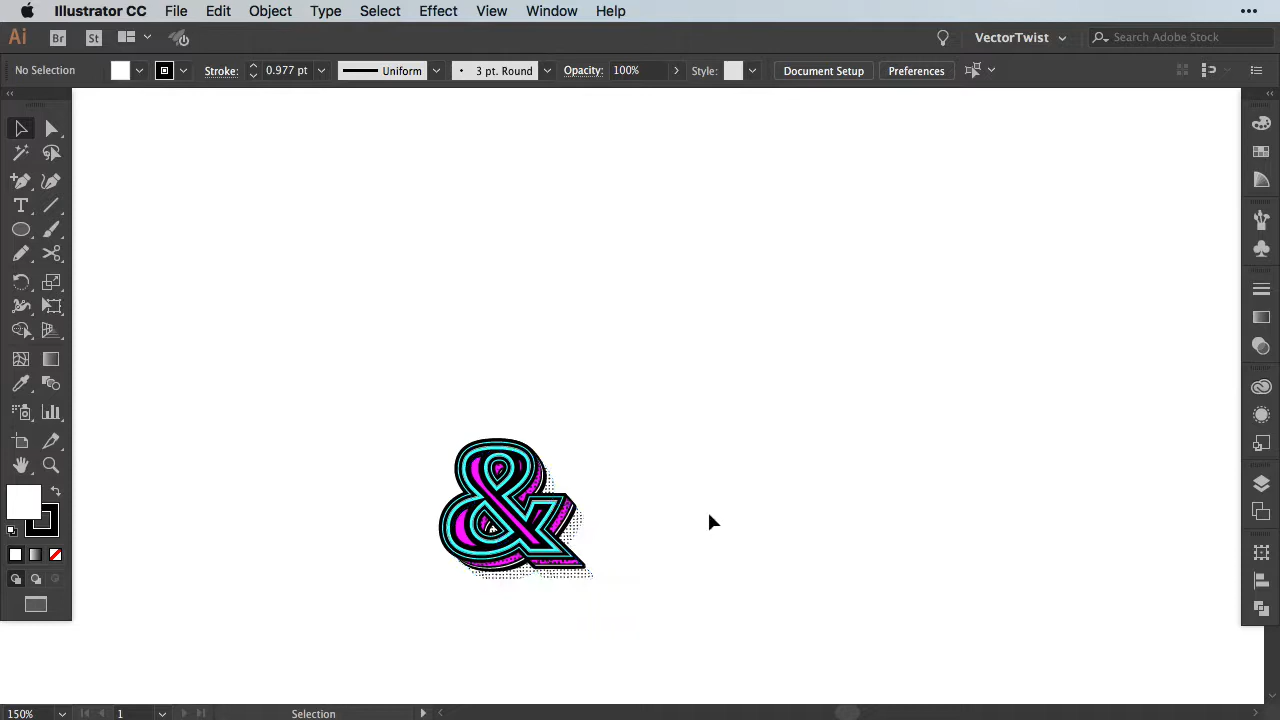 Illustrator CC File Edit Object Type Select Effect View Window Help
Ai Br St VectorTwist Search Adobe Stock
No Selection Stroke: 0.977 pt Uniform 3 pt. Round Opacity: 100% Style: Document Setup Preferences
T
&
150% 1 Selection